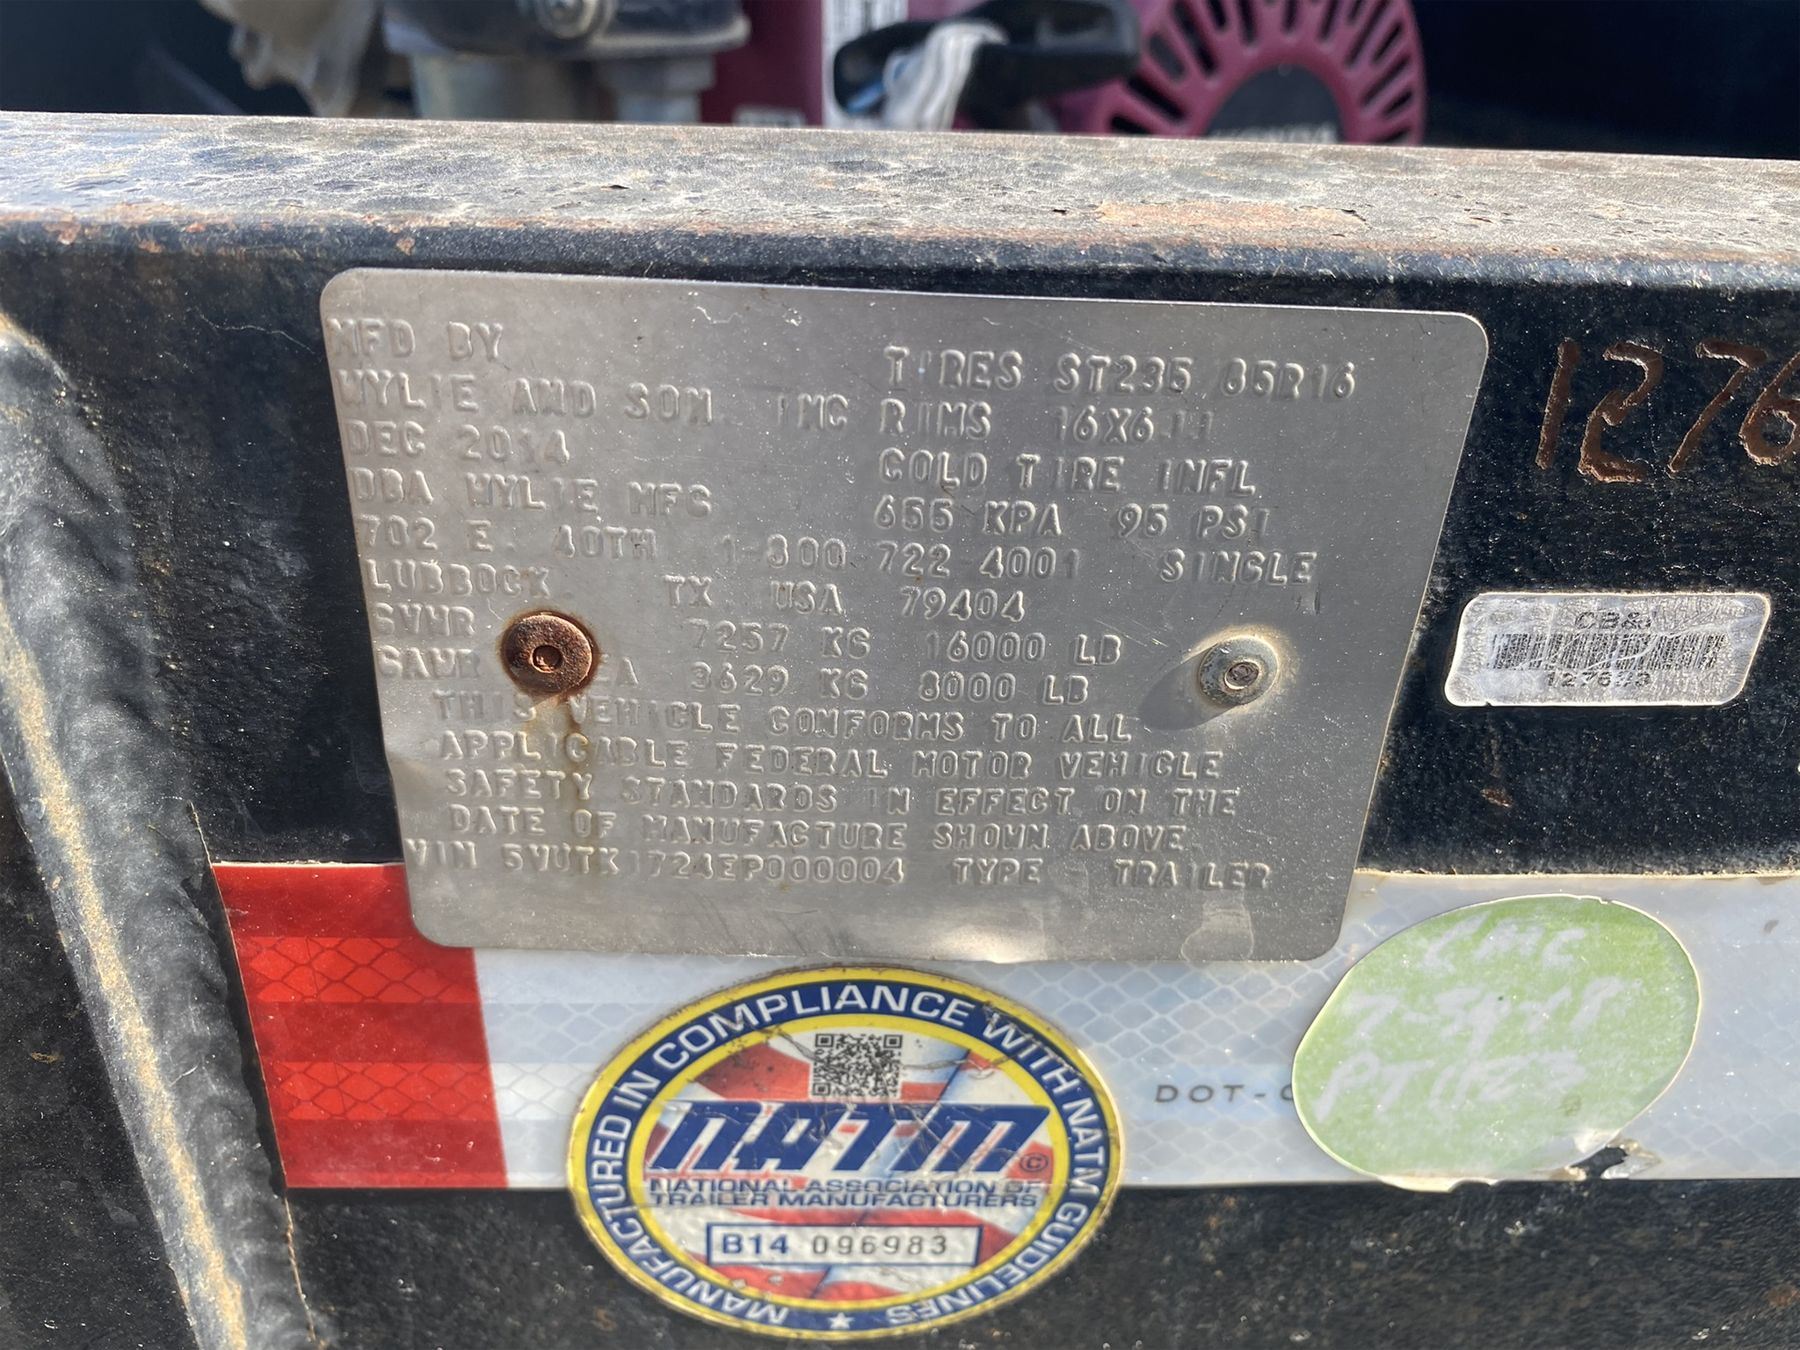 MFD BY
WYLIE AND SON, INC
DEC 2014
DBA WYLIE MFG
702 E. 40TH 1-800-722-4001
LUBBOCK TX USA 79404
GVWR 7257 KG 16000 LB
GAWR EA 3629 KG 8000 LB
TIRES ST235/85R16
RIMS 16X6
COLD TIRE INFL
655 KPA 95 PSI
SINGLE
THIS VEHICLE CONFORMS TO ALL
APPLICABLE FEDERAL MOTOR VEHICLE
SAFETY STANDARDS IN EFFECT ON THE
DATE OF MANUFACTURE SHOWN ABOVE
VIN 5VUTK1724EP000004 TYPE TRAILER
1276
CB&I
DOT-C
MANUFACTURED IN COMPLIANCE WITH NATM GUIDELINES
NATM ©
NATIONAL ASSOCIATION OF
TRAILER MANUFACTURERS
B14 096983